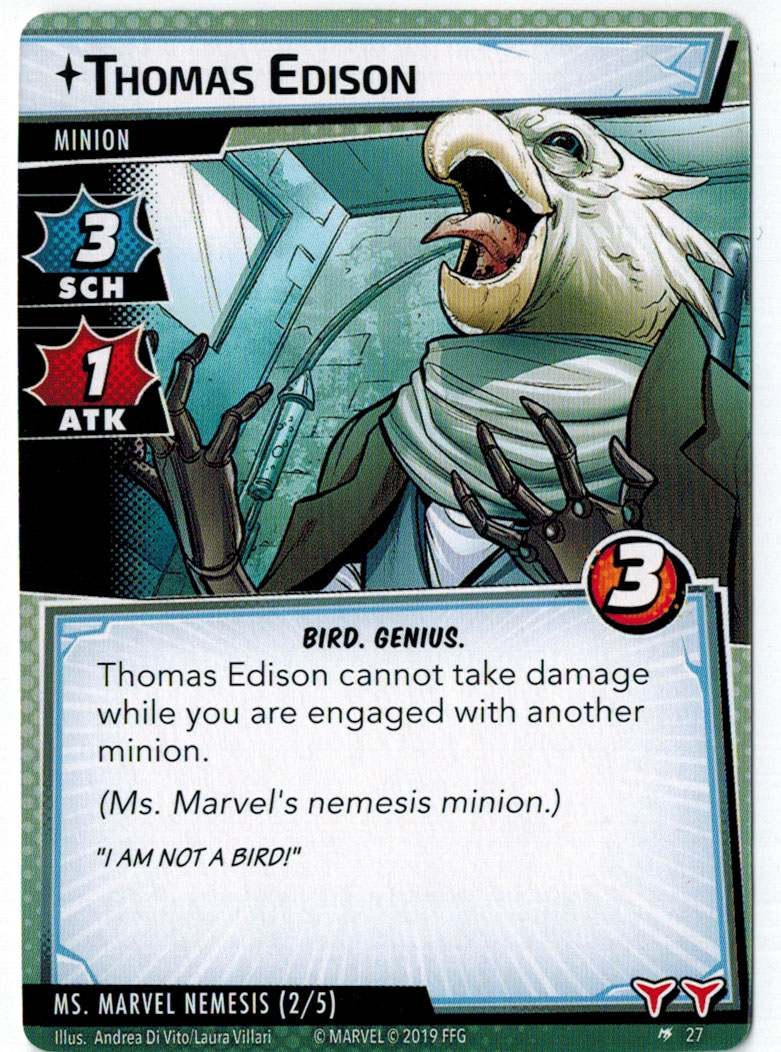 THOMAS EDISON
MINION
3
SCH
1
ATK
3
BIRD. GENIUS.
Thomas Edison cannot take damage
while you are engaged with another
minion.
(Ms. Marvel's nemesis minion.)
"I AM NOT A BIRD!"
MS. MARVEL NEMESIS (2/5)
Illus. Andrea Di Vito/Laura Villari © MARVEL © 2019 FFG 27